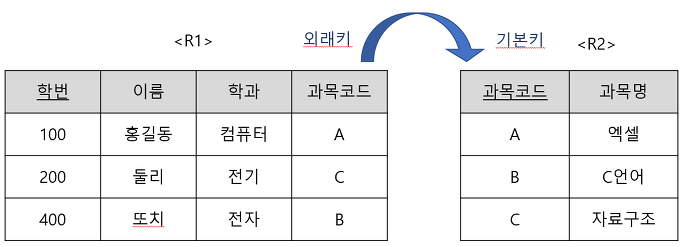 <R1> 외래키 기본키 <R2>
학번 이름 학과 과목코드 과목코드 과목명
100 홍길동 컴퓨터 A A 엑셀
200 둘리 전기 C B C언어
400 또치 전자 B C 자료구조